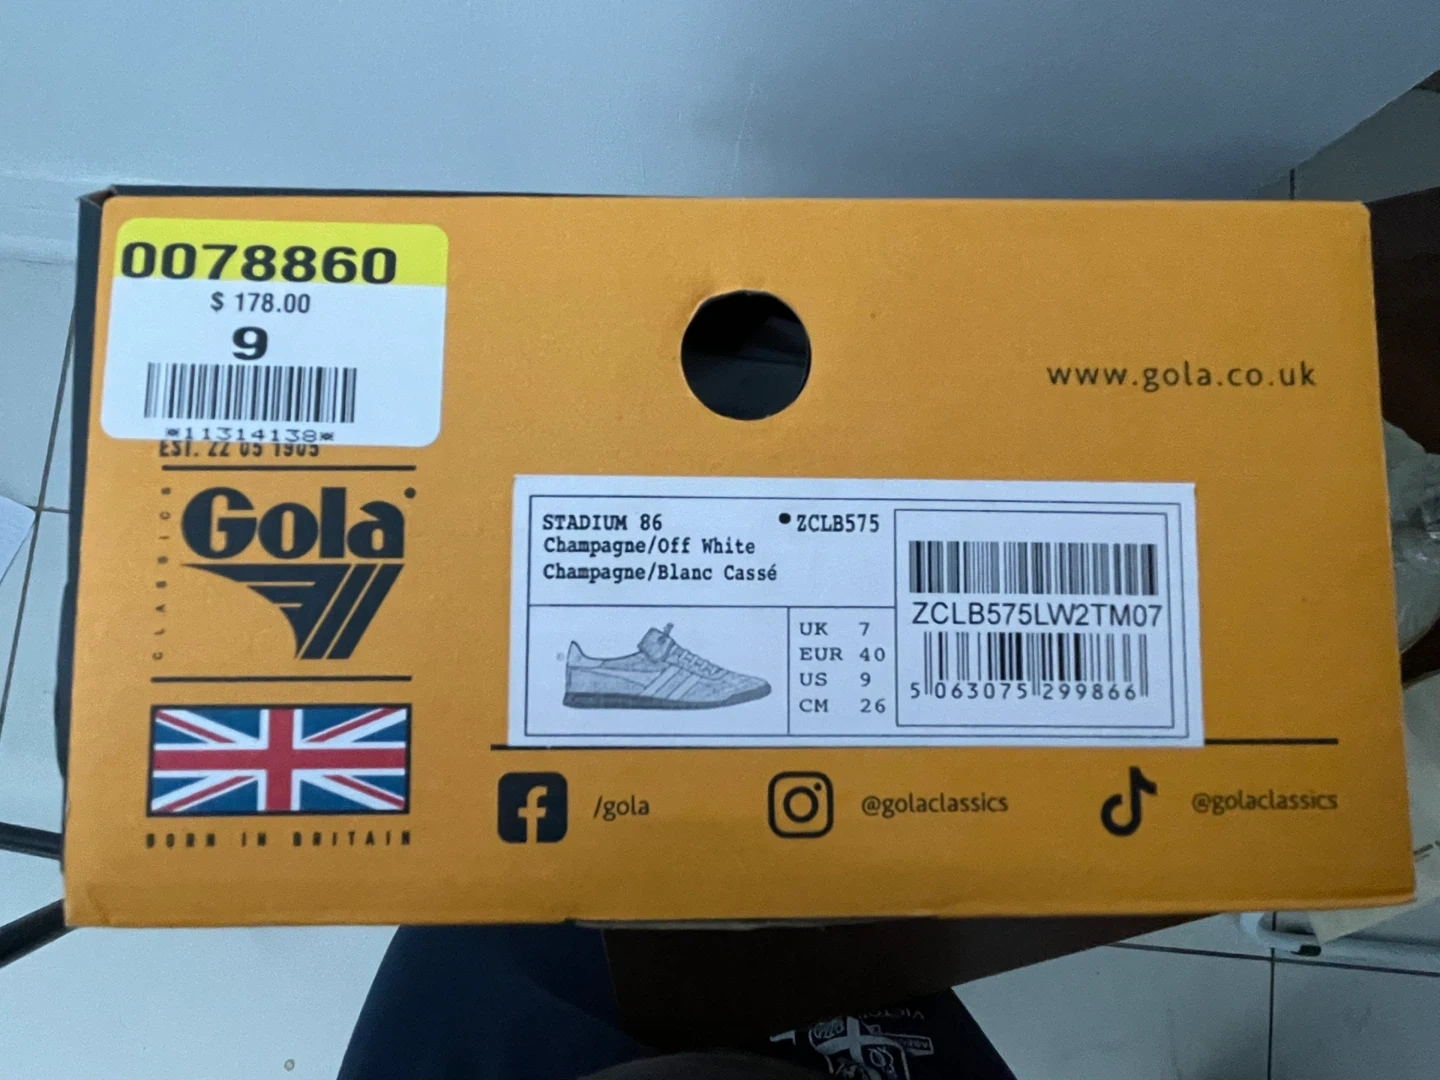 0078860
$ 178.00
9
*11314138*
EST. 22 05 1905
CLASSICS
Gola
BORN IN BRITAIN
www.gola.co.uk
STADIUM 86 ZCLB575
Champagne/Off White
Champagne/Blanc Cassé
UK 7
EUR 40
US 9
CM 26
ZCLB575LW2TM07
5 063075 299866
/gola
@golaclassics
@golaclassics